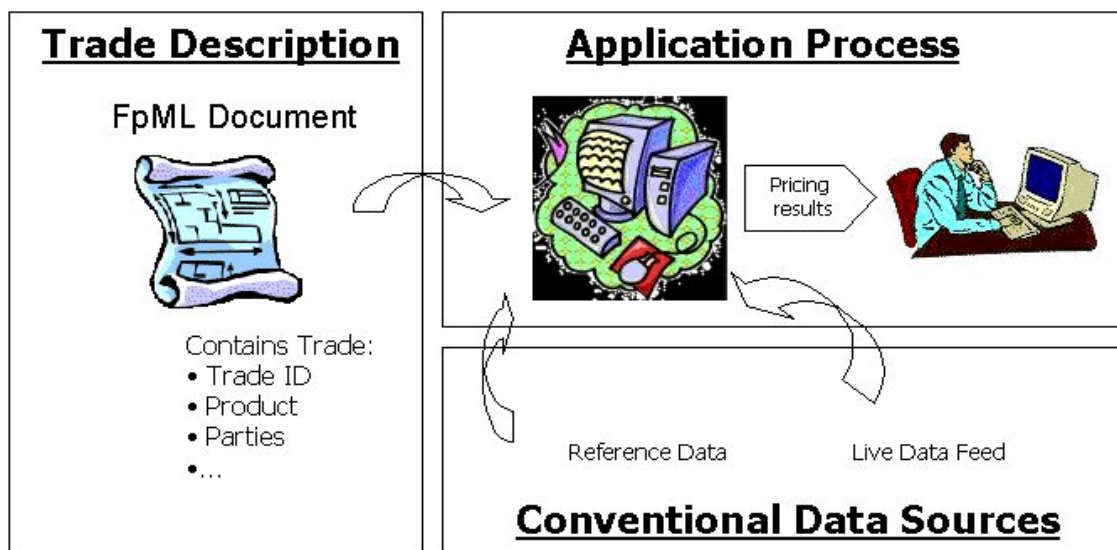 Trade Description
FpML Document
Contains Trade:
• Trade ID
• Product
• Parties
•...
Application Process
Pricing
results
Reference Data
Live Data Feed
Conventional Data Sources